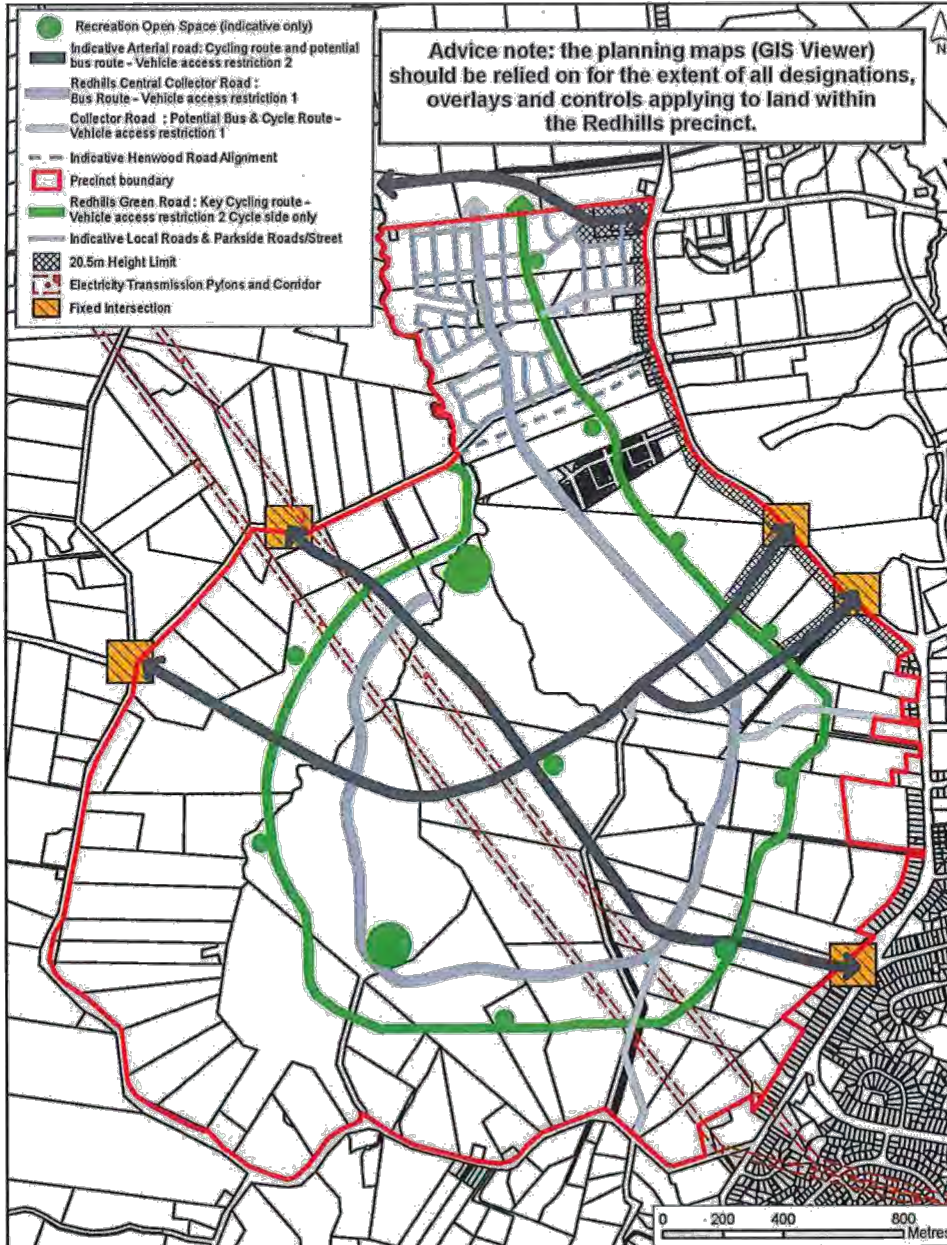 Recreation Open Space (indicative only)
Indicative Arterial road: Cycling route and potential
bus route - Vehicle access restriction 2
Redhills Central Collector Road :
Bus Route - Vehicle access restriction 1
Collector Road : Potential Bus & Cycle Route -
Vehicle access restriction 1
Indicative Henwood Road Alignment
Precinct boundary
Redhills Green Road : Key Cycling route -
Vehicle access restriction 2 Cycle side only
Indicative Local Roads & Parkside Roads/Street
20.5m Height Limit
Electricity Transmission Pylons and Corridor
Fixed Intersection
Advice note: the planning maps (GIS Viewer)
should be relied on for the extent of all designations,
overlays and controls applying to land within
the Redhills precinct.
N
0 200 400 800
Metres